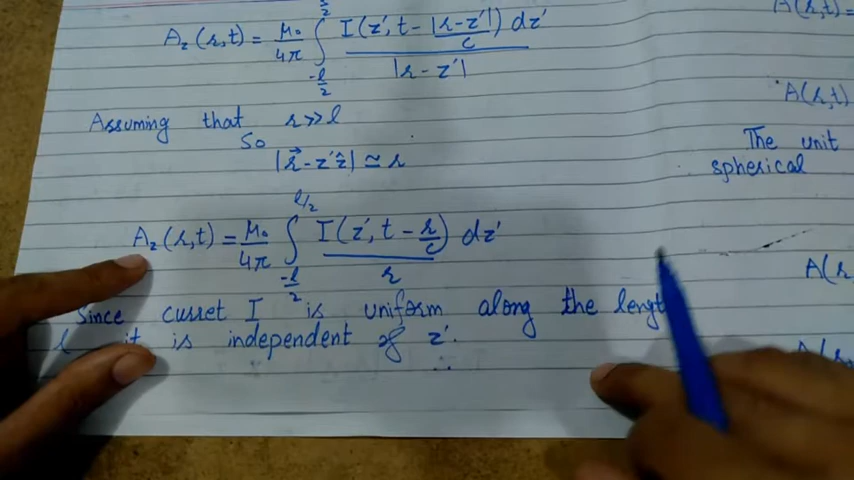 A_z(r,t) = μ₀/4π ∫_{-l/2}^{l/2} I(z', t - |r-z'|/c) dz' / |r - z'|
Assuming that r>>l
So
|r⃗ - z'ẑ| ≃ r
A_z(r,t) = μ₀/4π ∫_{-l/2}^{l/2} I(z', t - r/c) / r dz'
Since curret I is uniform along the length
l it is independent of z'.
∴
A(r,t)=
A(r,t)
The unit
spherical
A(r